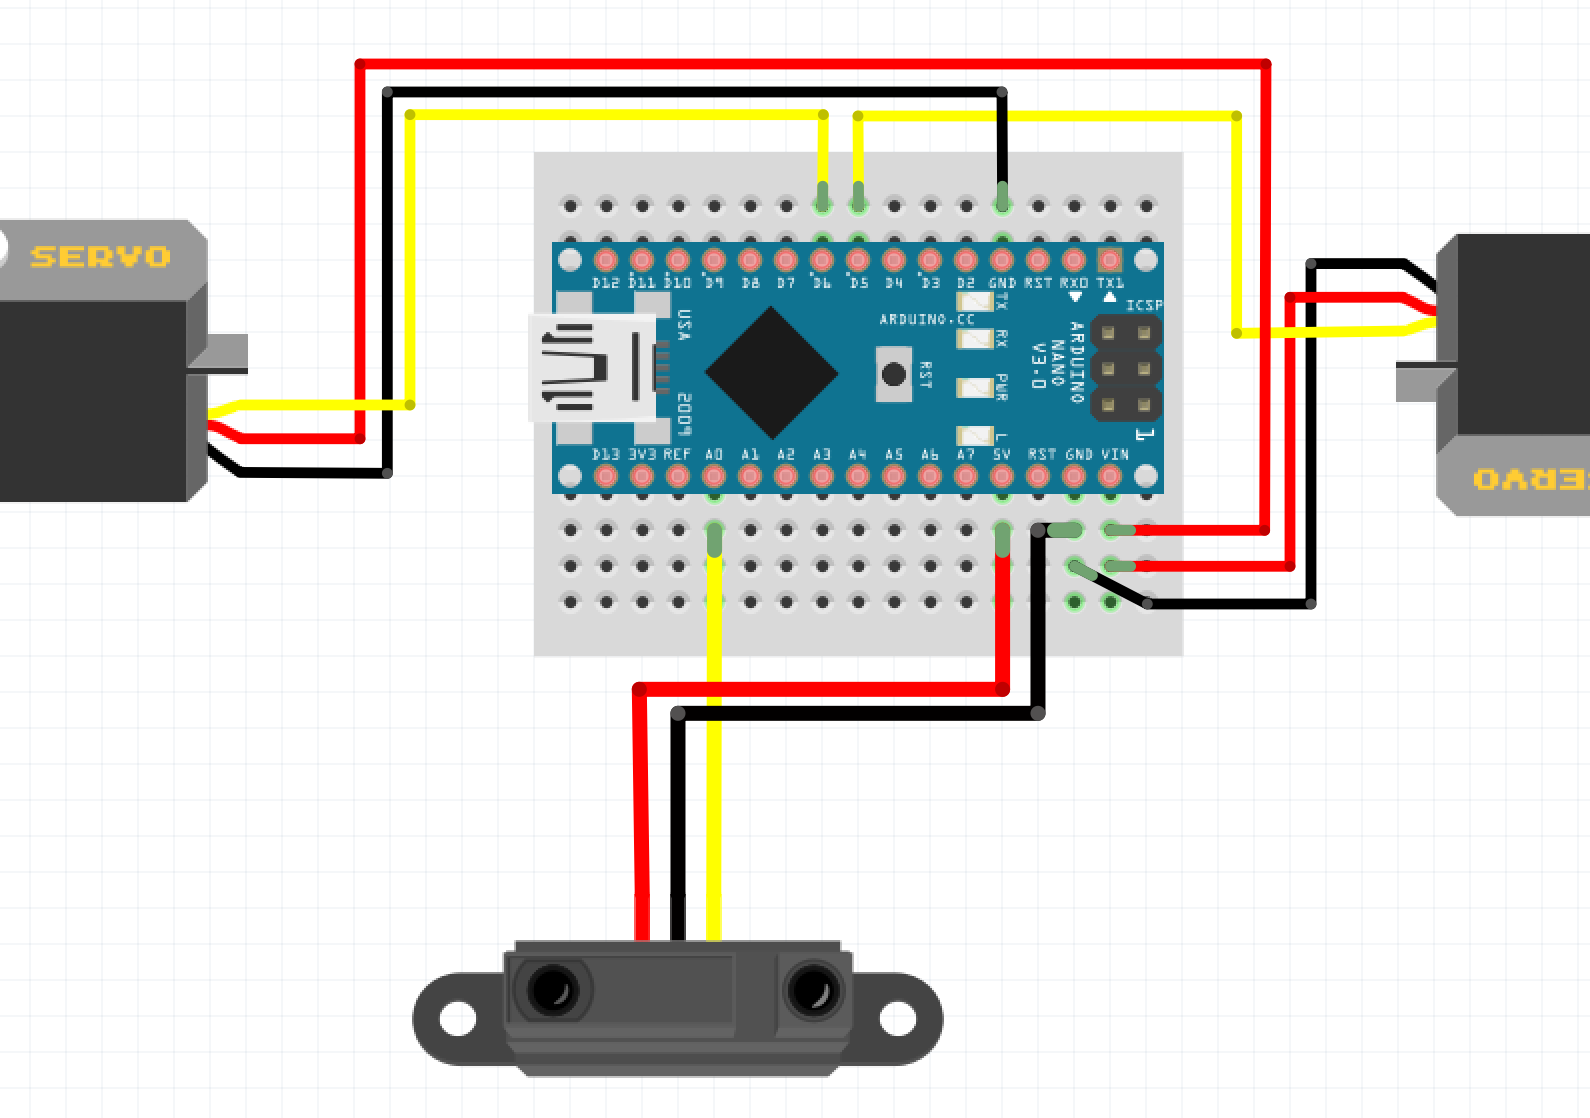 SERVO
D12 D11 D10 D9 D8 D7 D6 D5 D4 D3 D2 GND RST RX0 TX1
USA
2009
ARDUINO.CC
TX
RX
PWR
L
RST
ICSP
ARDUINO
NANO
V3.0
1
D13 3V3 REF A0 A1 A2 A3 A4 A5 A6 A7 5V RST GND VIN
SERVO